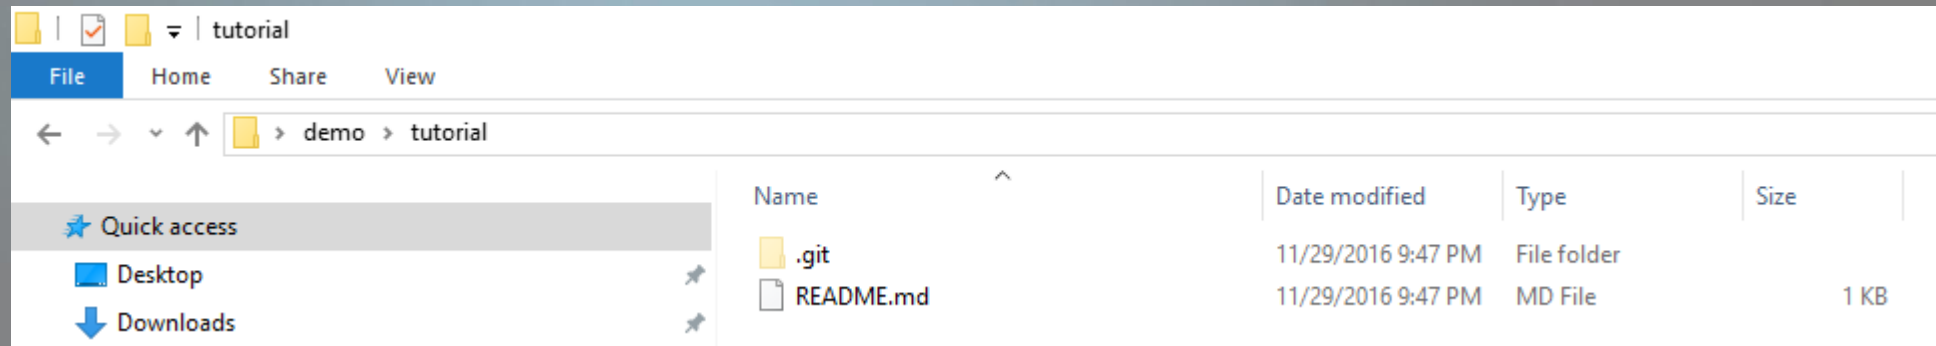 tutorial
File Home Share View
demo tutorial
Name Date modified Type Size
Quick access
.git 11/29/2016 9:47 PM File folder
Desktop
README.md 11/29/2016 9:47 PM MD File 1 KB
Downloads